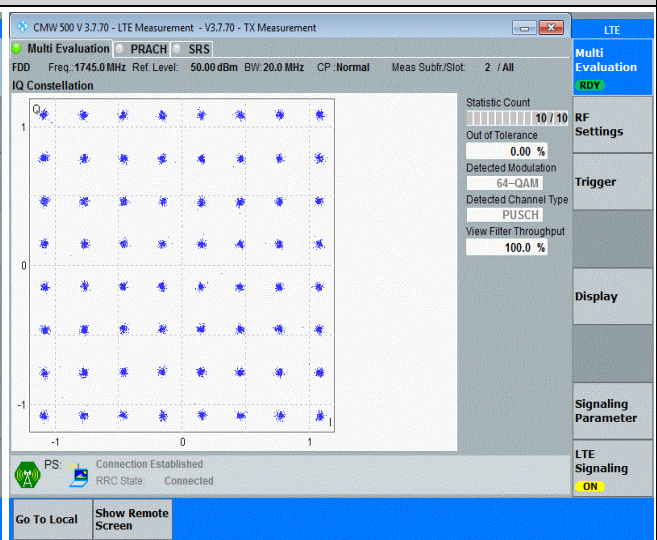 CMW 500 V 3.7.70 - LTE Measurement - V3.7.70 - TX Measurement
LTE
Multi Evaluation PRACH SRS
FDD Freq.:1745.0 MHz Ref. Level: 50.00 dBm BW:20.0 MHz CP :Normal Meas Subfr./Slot: 2 / All
IQ Constellation
Q
1
0
-1
-1 0 1
I
Statistic Count
10 / 10
Out of Tolerance
0.00 %
Detected Modulation
64-QAM
Detected Channel Type
PUSCH
View Filter Throughput
100.0 %
Multi
Evaluation
RDY
RF
Settings
Trigger
Display
Signaling
Parameter
LTE
Signaling
ON
PS: Connection Established
RRC State: Connected
Go To Local
Show Remote
Screen